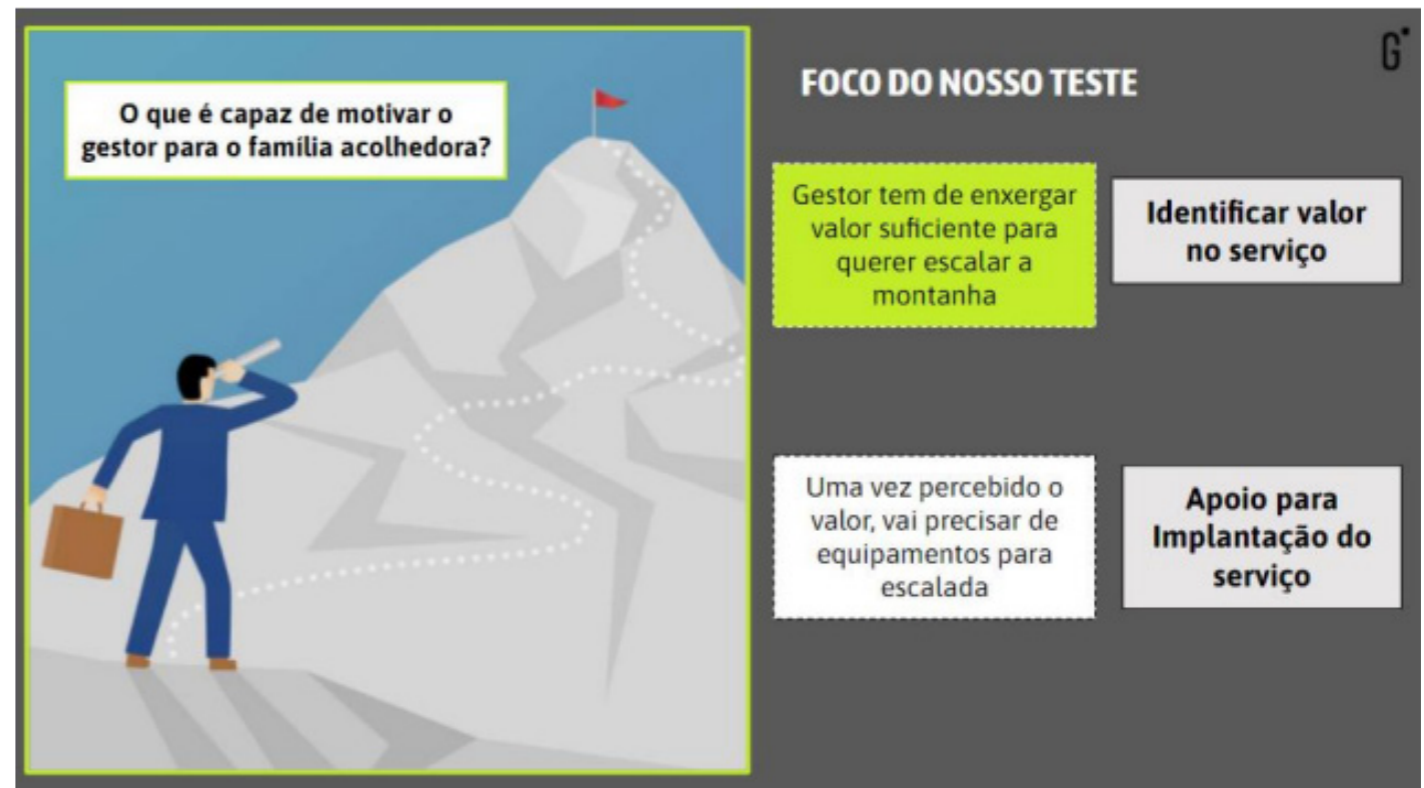 O que é capaz de motivar o
gestor para o família acolhedora?
G
FOCO DO NOSSO TESTE
Gestor tem de enxergar
valor suficiente para
querer escalar a
montanha
Identificar valor
no serviço
Uma vez percebido o
valor, vai precisar de
equipamentos para
escalada
Apoio para
Implantação do
serviço